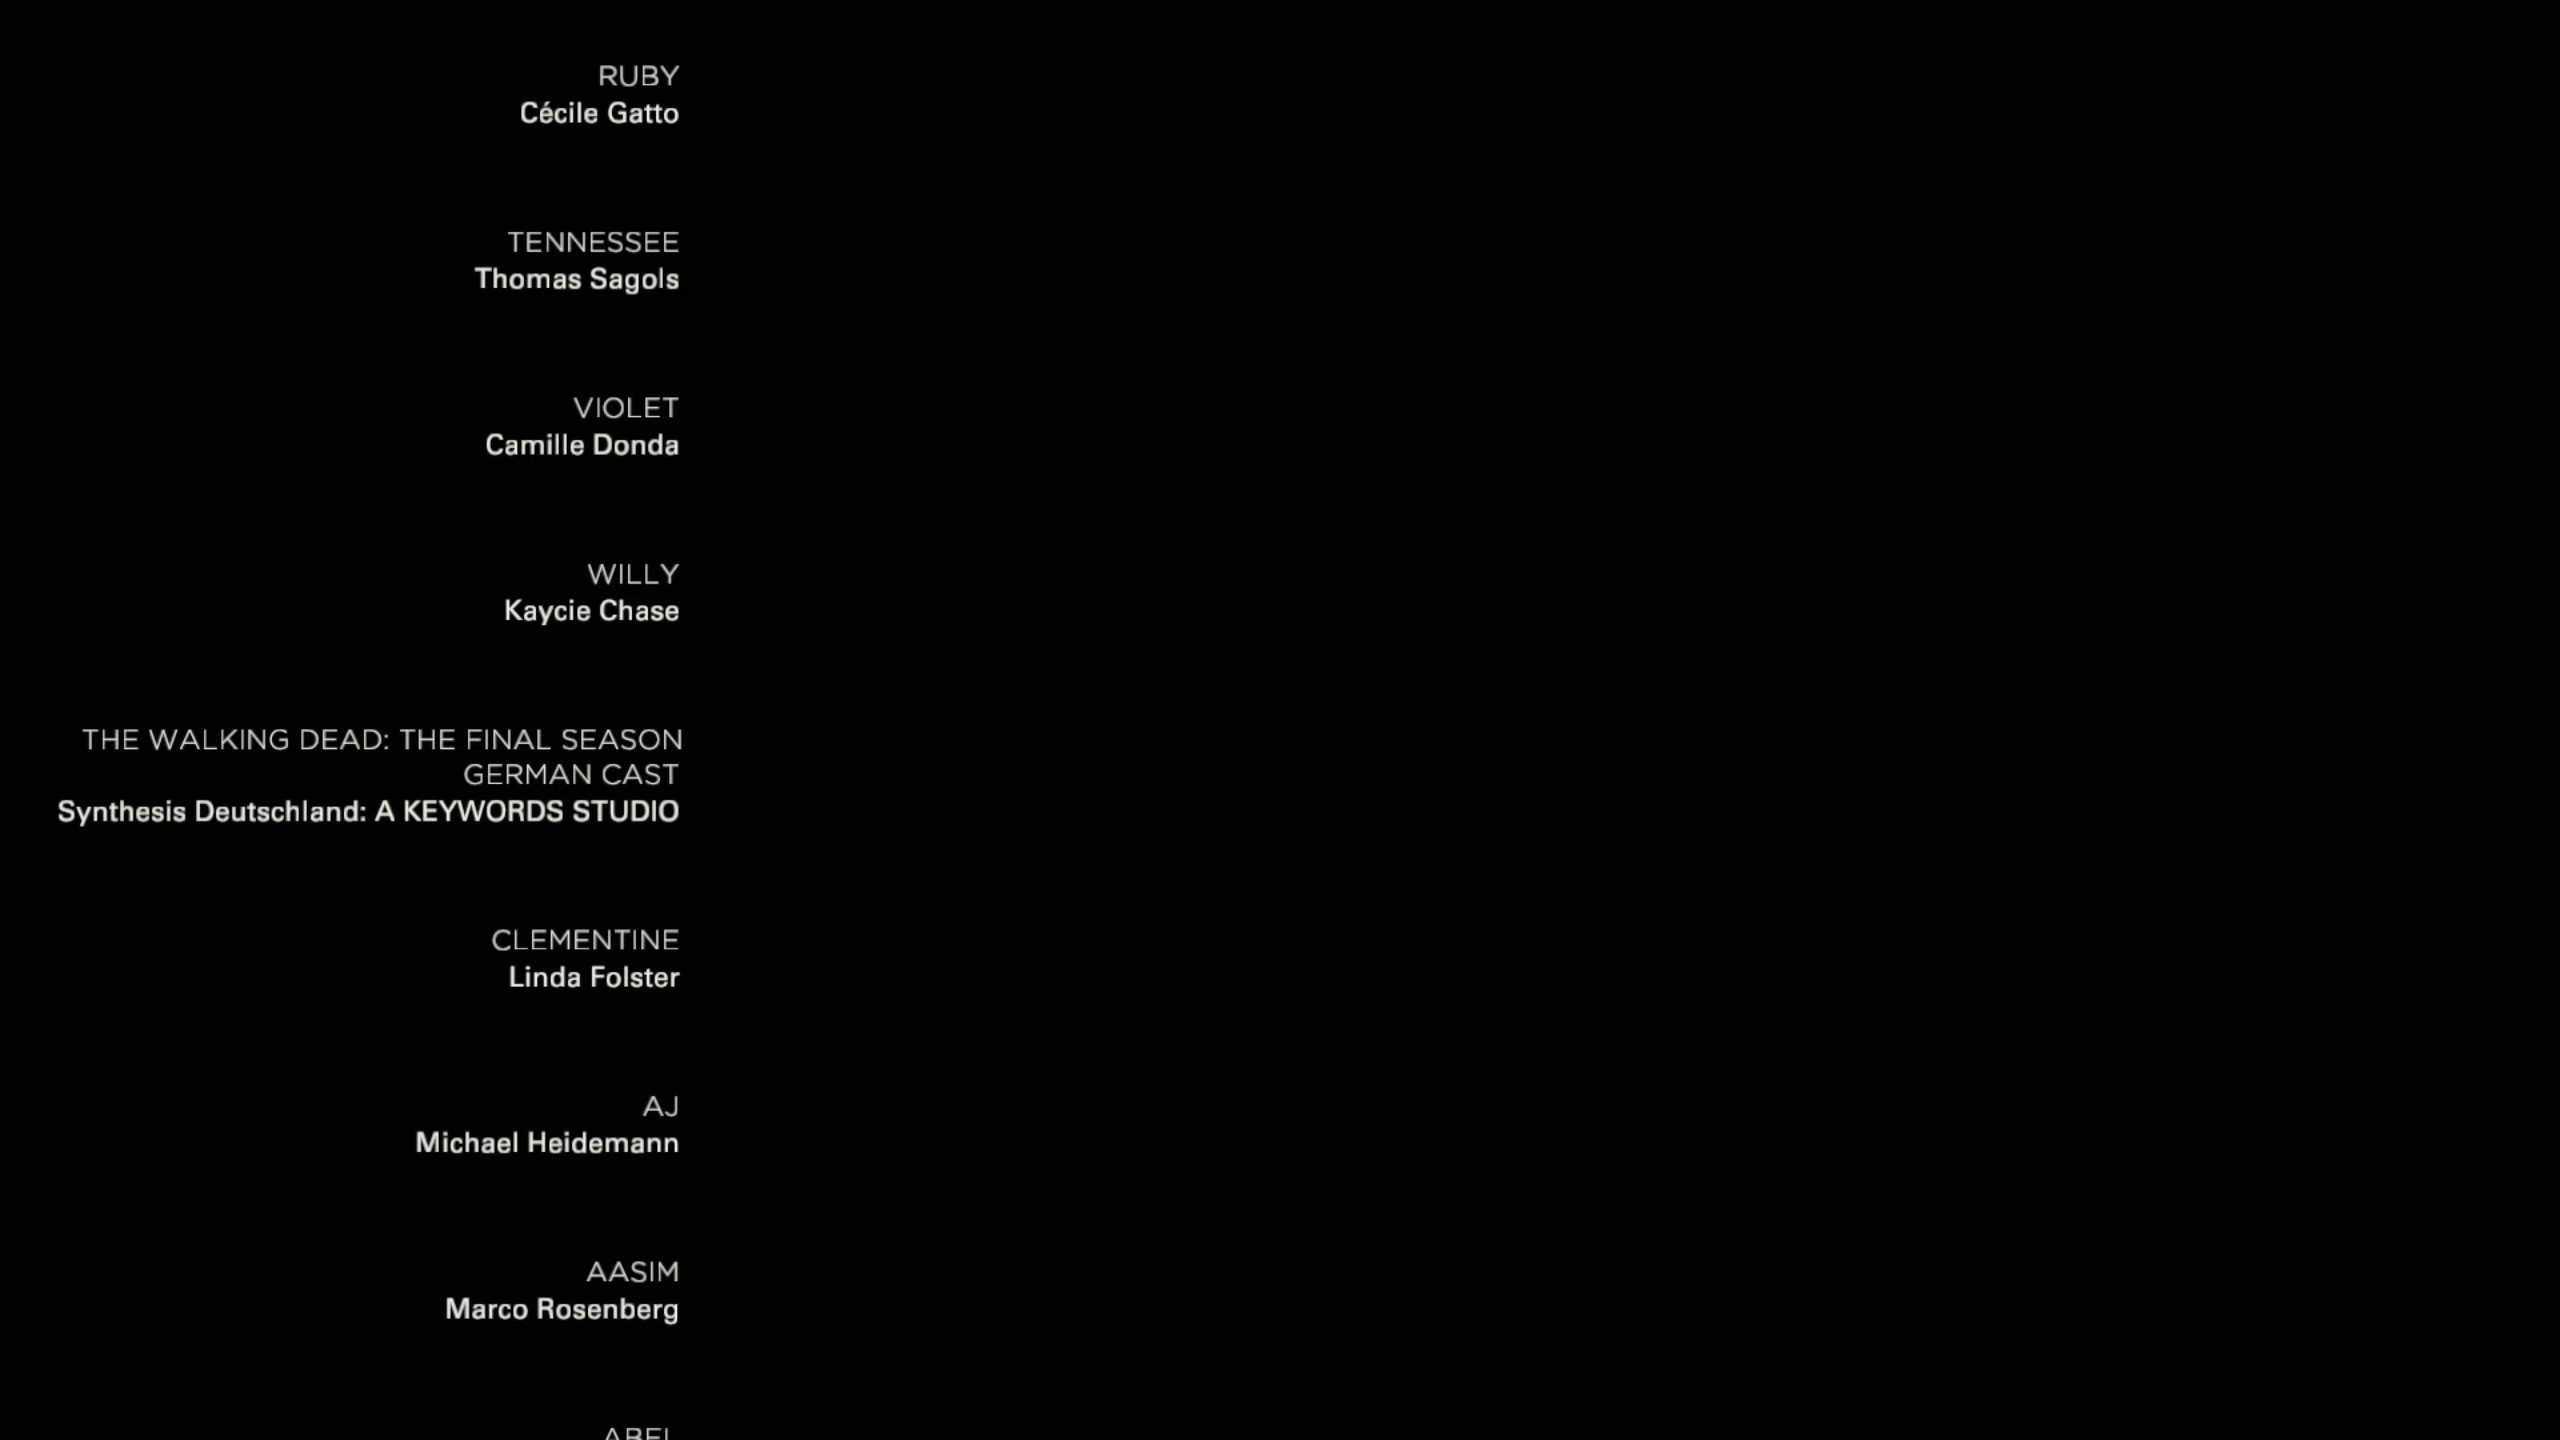 RUBY
Cécile Gatto
TENNESSEE
Thomas Sagols
VIOLET
Camille Donda
WILLY
Kaycie Chase
THE WALKING DEAD: THE FINAL SEASON
GERMAN CAST
Synthesis Deutschland: A KEYWORDS STUDIO
CLEMENTINE
Linda Folster
AJ
Michael Heidemann
AASIM
Marco Rosenberg
ABEL